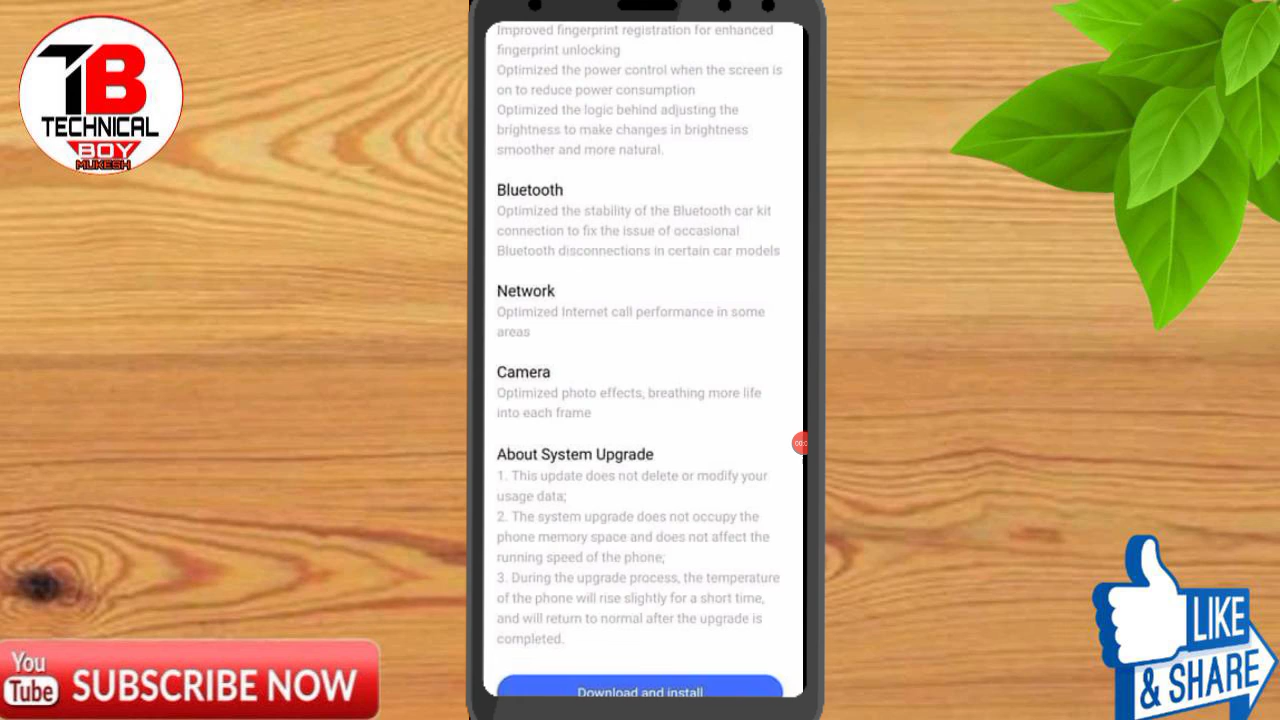 TB
TECHNICAL
BOY
MUKESH
Improved fingerprint registration for enhanced
fingerprint unlocking
Optimized the power control when the screen is
on to reduce power consumption
Optimized the logic behind adjusting the
brightness to make changes in brightness
smoother and more natural.
Bluetooth
Optimized the stability of the Bluetooth car kit
connection to fix the issue of occasional
Bluetooth disconnections in certain car models
Network
Optimized Internet call performance in some
areas
Camera
Optimized photo effects, breathing more life
into each frame
About System Upgrade
1. This update does not delete or modify your
usage data;
2. The system upgrade does not occupy the
phone memory space and does not affect the
running speed of the phone;
3. During the upgrade process, the temperature
of the phone will rise slightly for a short time,
and will return to normal after the upgrade is
completed.
Download and install
You
Tube
SUBSCRIBE NOW
LIKE
& SHARE